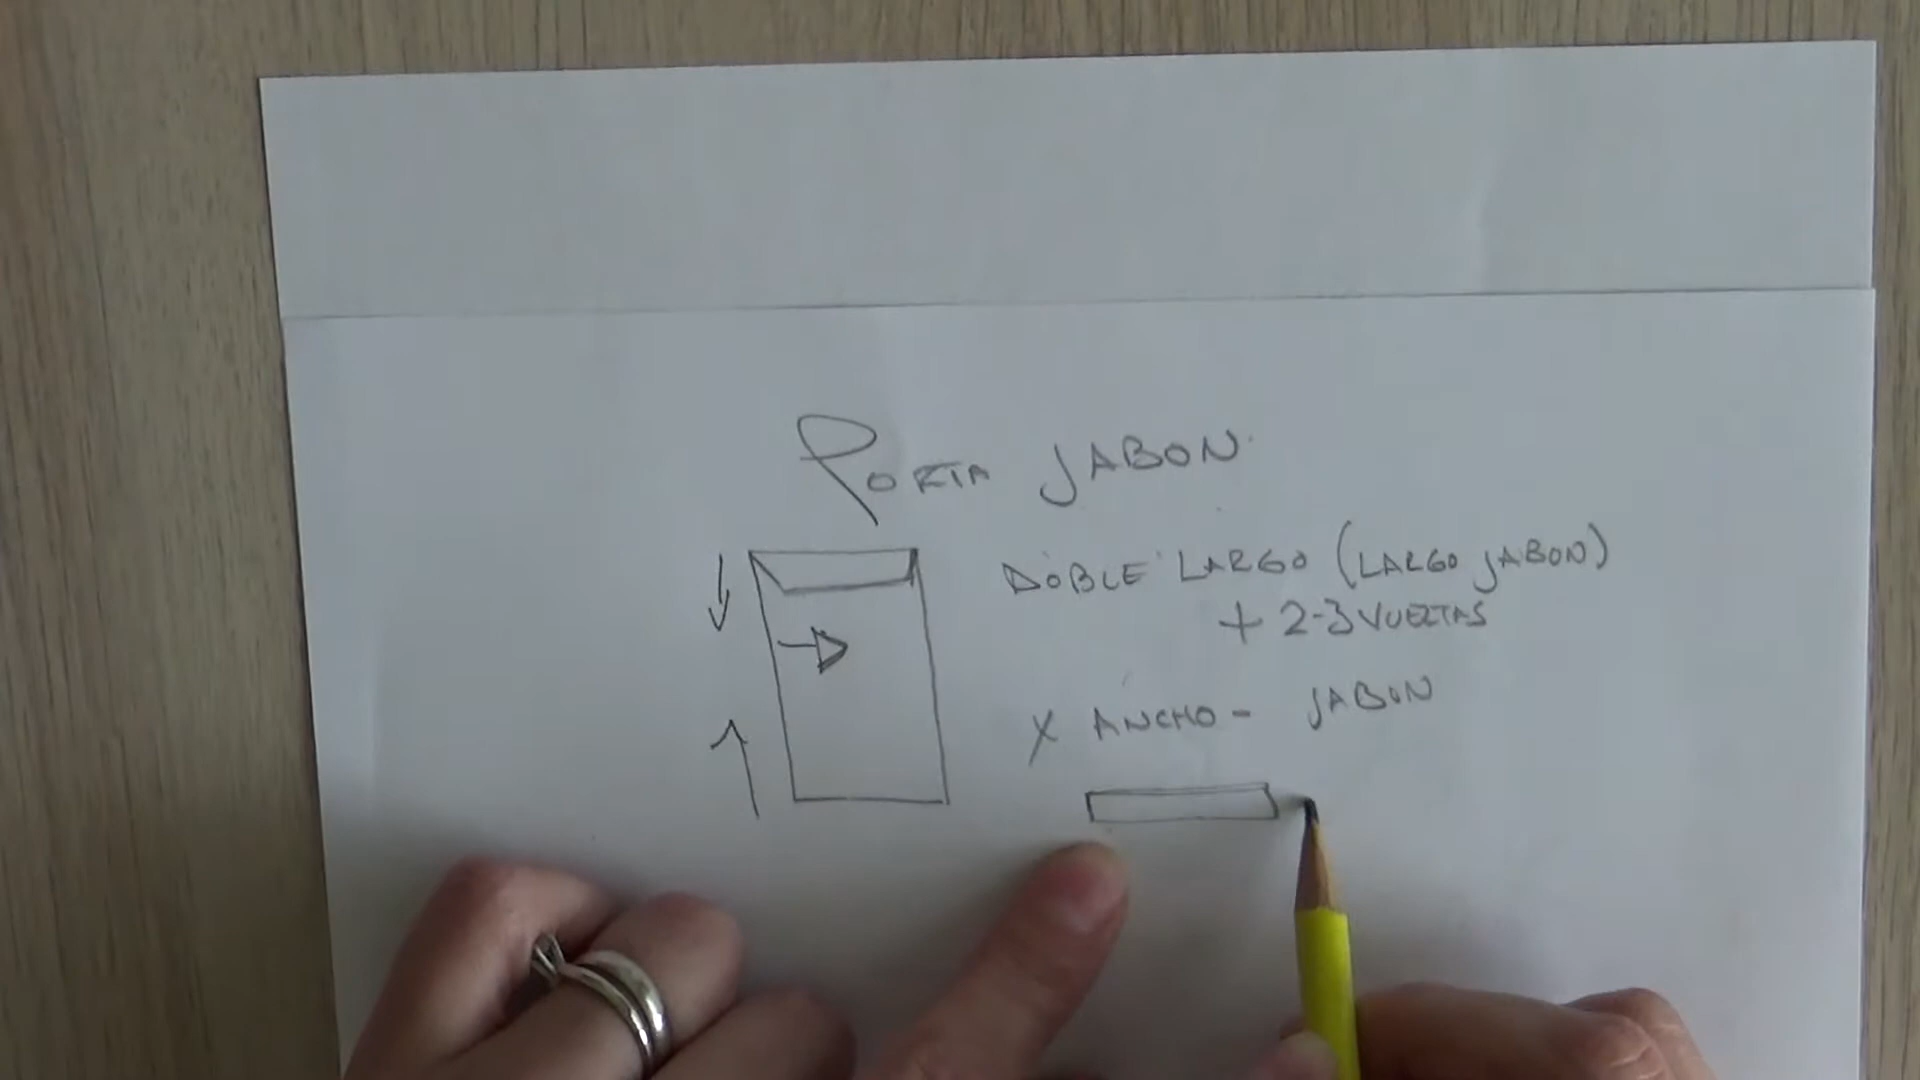 PORTA JABON
DOBLE LARGO (LARGO JABON)
+ 2-3 VUELTAS
X ANCHO - JABON